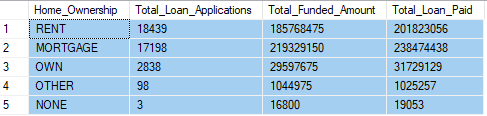 Home_Ownership Total_Loan_Applications Total_Funded_Amount Total_Loan_Paid
1 RENT 18439 185768475 201823056
2 MORTGAGE 17198 219329150 238474438
3 OWN 2838 29597675 31729129
4 OTHER 98 1044975 1025257
5 NONE 3 16800 19053